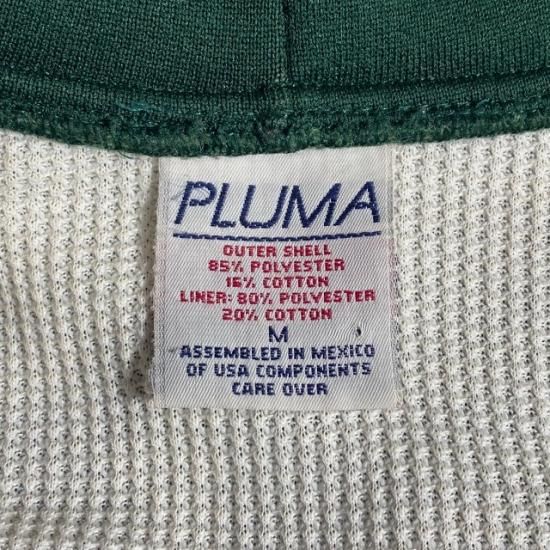 PLUMA
OUTER SHELL
85% POLYESTER
15% COTTON
LINER: 80% POLYESTER
20% COTTON
M
ASSEMBLED IN MEXICO
OF USA COMPONENTS
CARE OVER